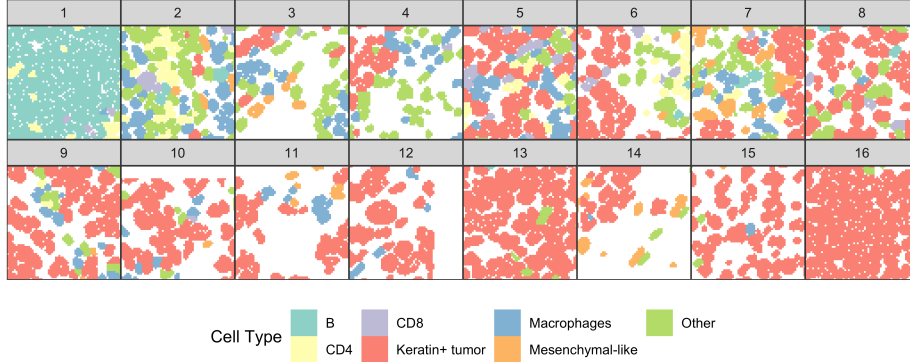 1 2 3 4 5 6 7 8
9 10 11 12 13 14 15 16
Cell Type
B CD8 Macrophages Other
CD4 Keratin+ tumor Mesenchymal-like